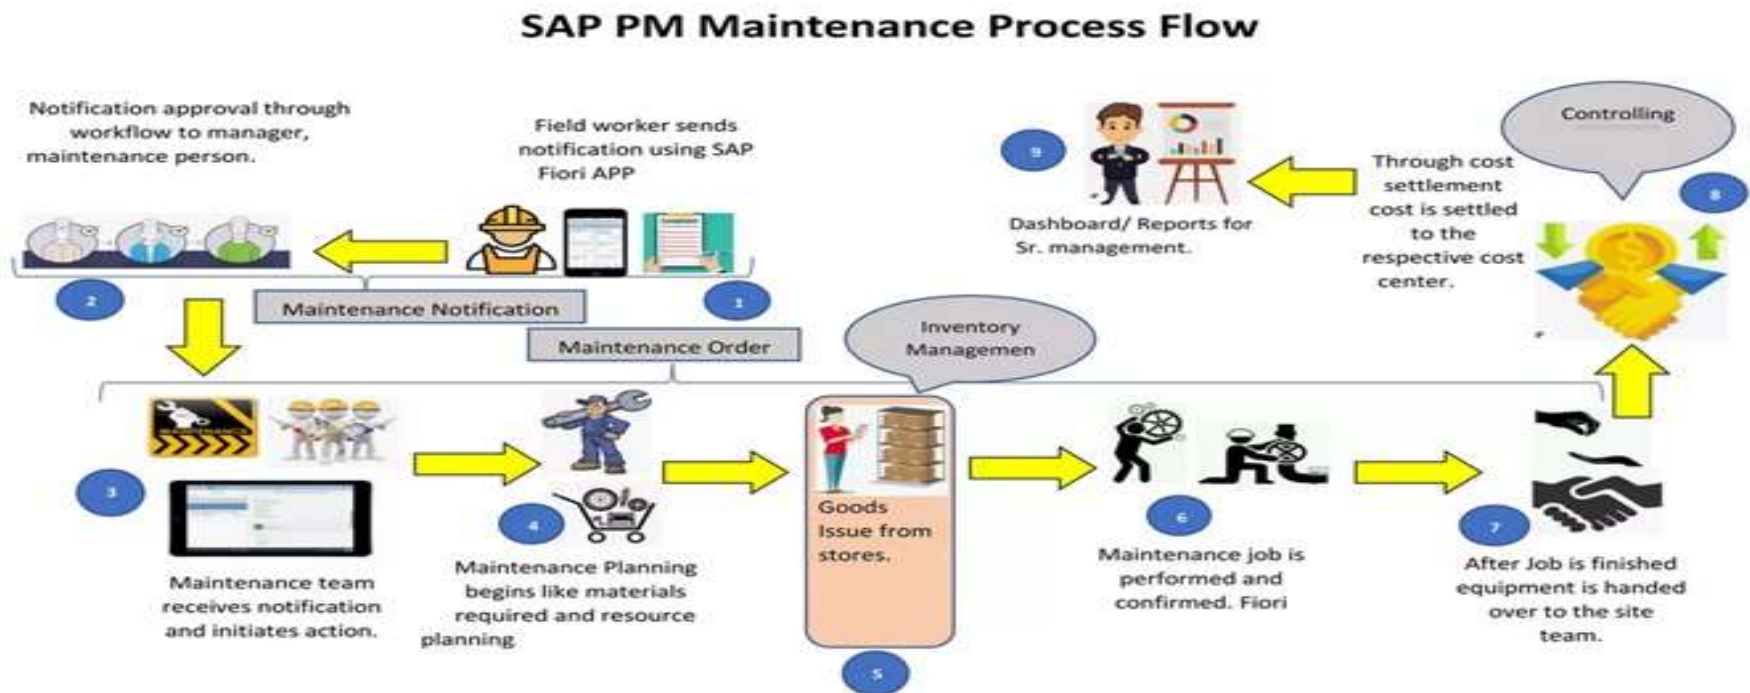 SAP PM Maintenance Process Flow
Notification approval through
workflow to manager,
maintenance person.
Field worker sends
notification using SAP
Fiori APP
1
2
Maintenance Notification
Maintenance Order
3
MAINTENANCE
Maintenance team
receives notification
and initiates action.
4
Maintenance Planning
begins like materials
required and resource
planning
Inventory
Managemen
Goods
Issue from
stores.
5
6
Maintenance job is
performed and
confirmed. Fiori
7
After Job is finished
equipment is handed
over to the site
team.
Controlling
8
Through cost
settlement
cost is settled
to the
respective cost
center.
9
Dashboard/ Reports for
Sr. management.